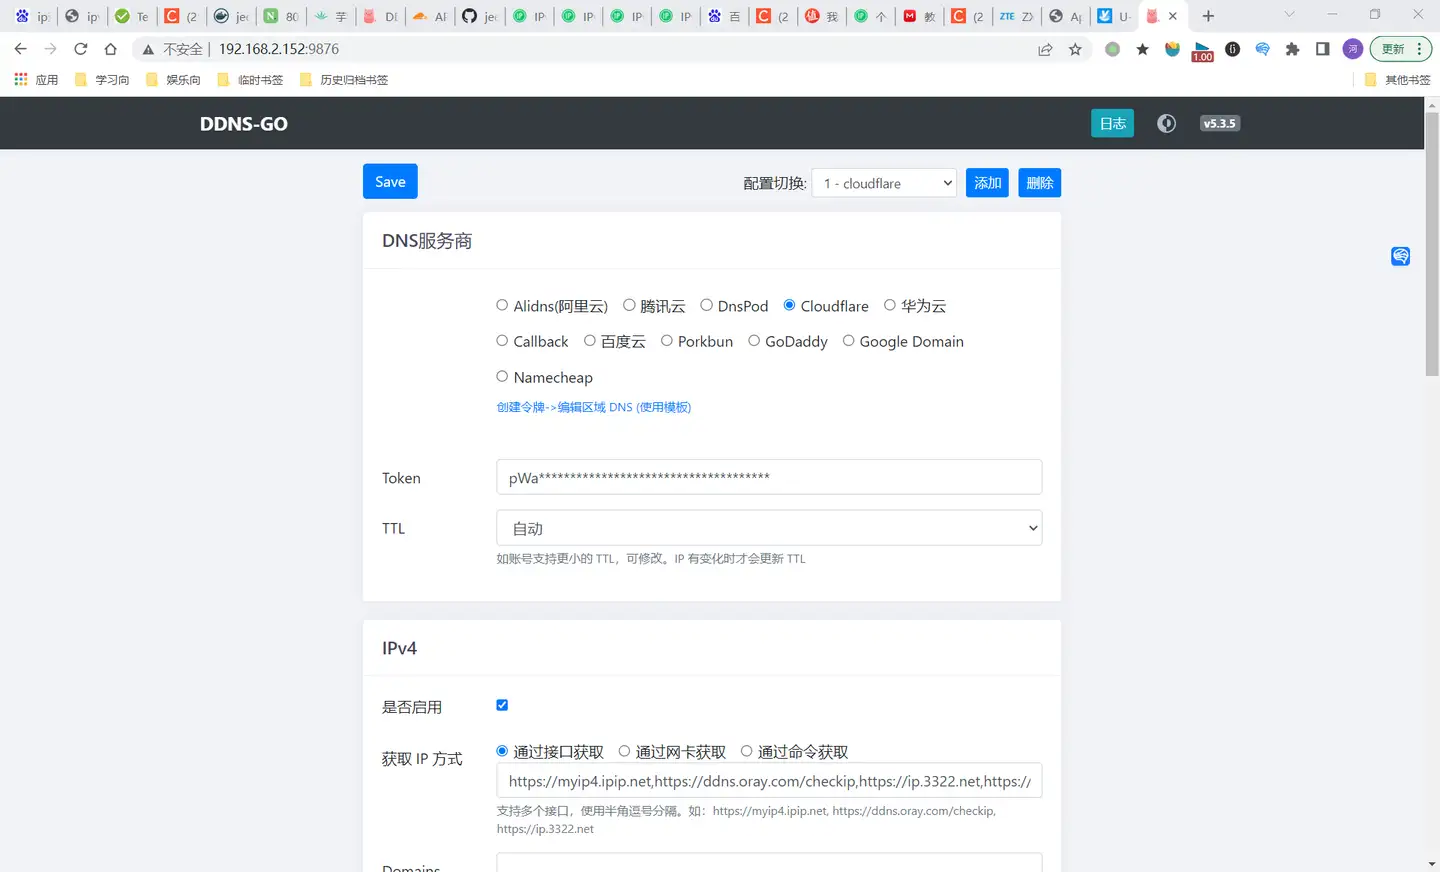 ip
ip
Te
(2
jee
80
芋
DI
AF
jec
IP
IP
IP
IP
百
(2
我
个
教
(2
ZTE ZX
Ap
U-
不安全 | 192.168.2.152:9876
1.00
河
更新
应用 学习向 娱乐向 临时书签 历史归档书签 其他书签
DDNS-GO 日志 v5.3.5
Save 配置切换: 1 - cloudflare 添加 删除
DNS服务商
Alidns(阿里云) 腾讯云 DnsPod Cloudflare 华为云
Callback 百度云 Porkbun GoDaddy Google Domain
Namecheap
创建令牌->编辑区域 DNS (使用模板)
Token pWa*************************************
TTL 自动
如账号支持更小的 TTL，可修改。IP 有变化时才会更新 TTL
IPv4
是否启用
获取 IP 方式 通过接口获取 通过网卡获取 通过命令获取
https://myip4.ipip.net,https://ddns.oray.com/checkip,https://ip.3322.net,https://
支持多个接口，使用半角逗号分隔。如：https://myip4.ipip.net, https://ddns.oray.com/checkip,
https://ip.3322.net
Domains